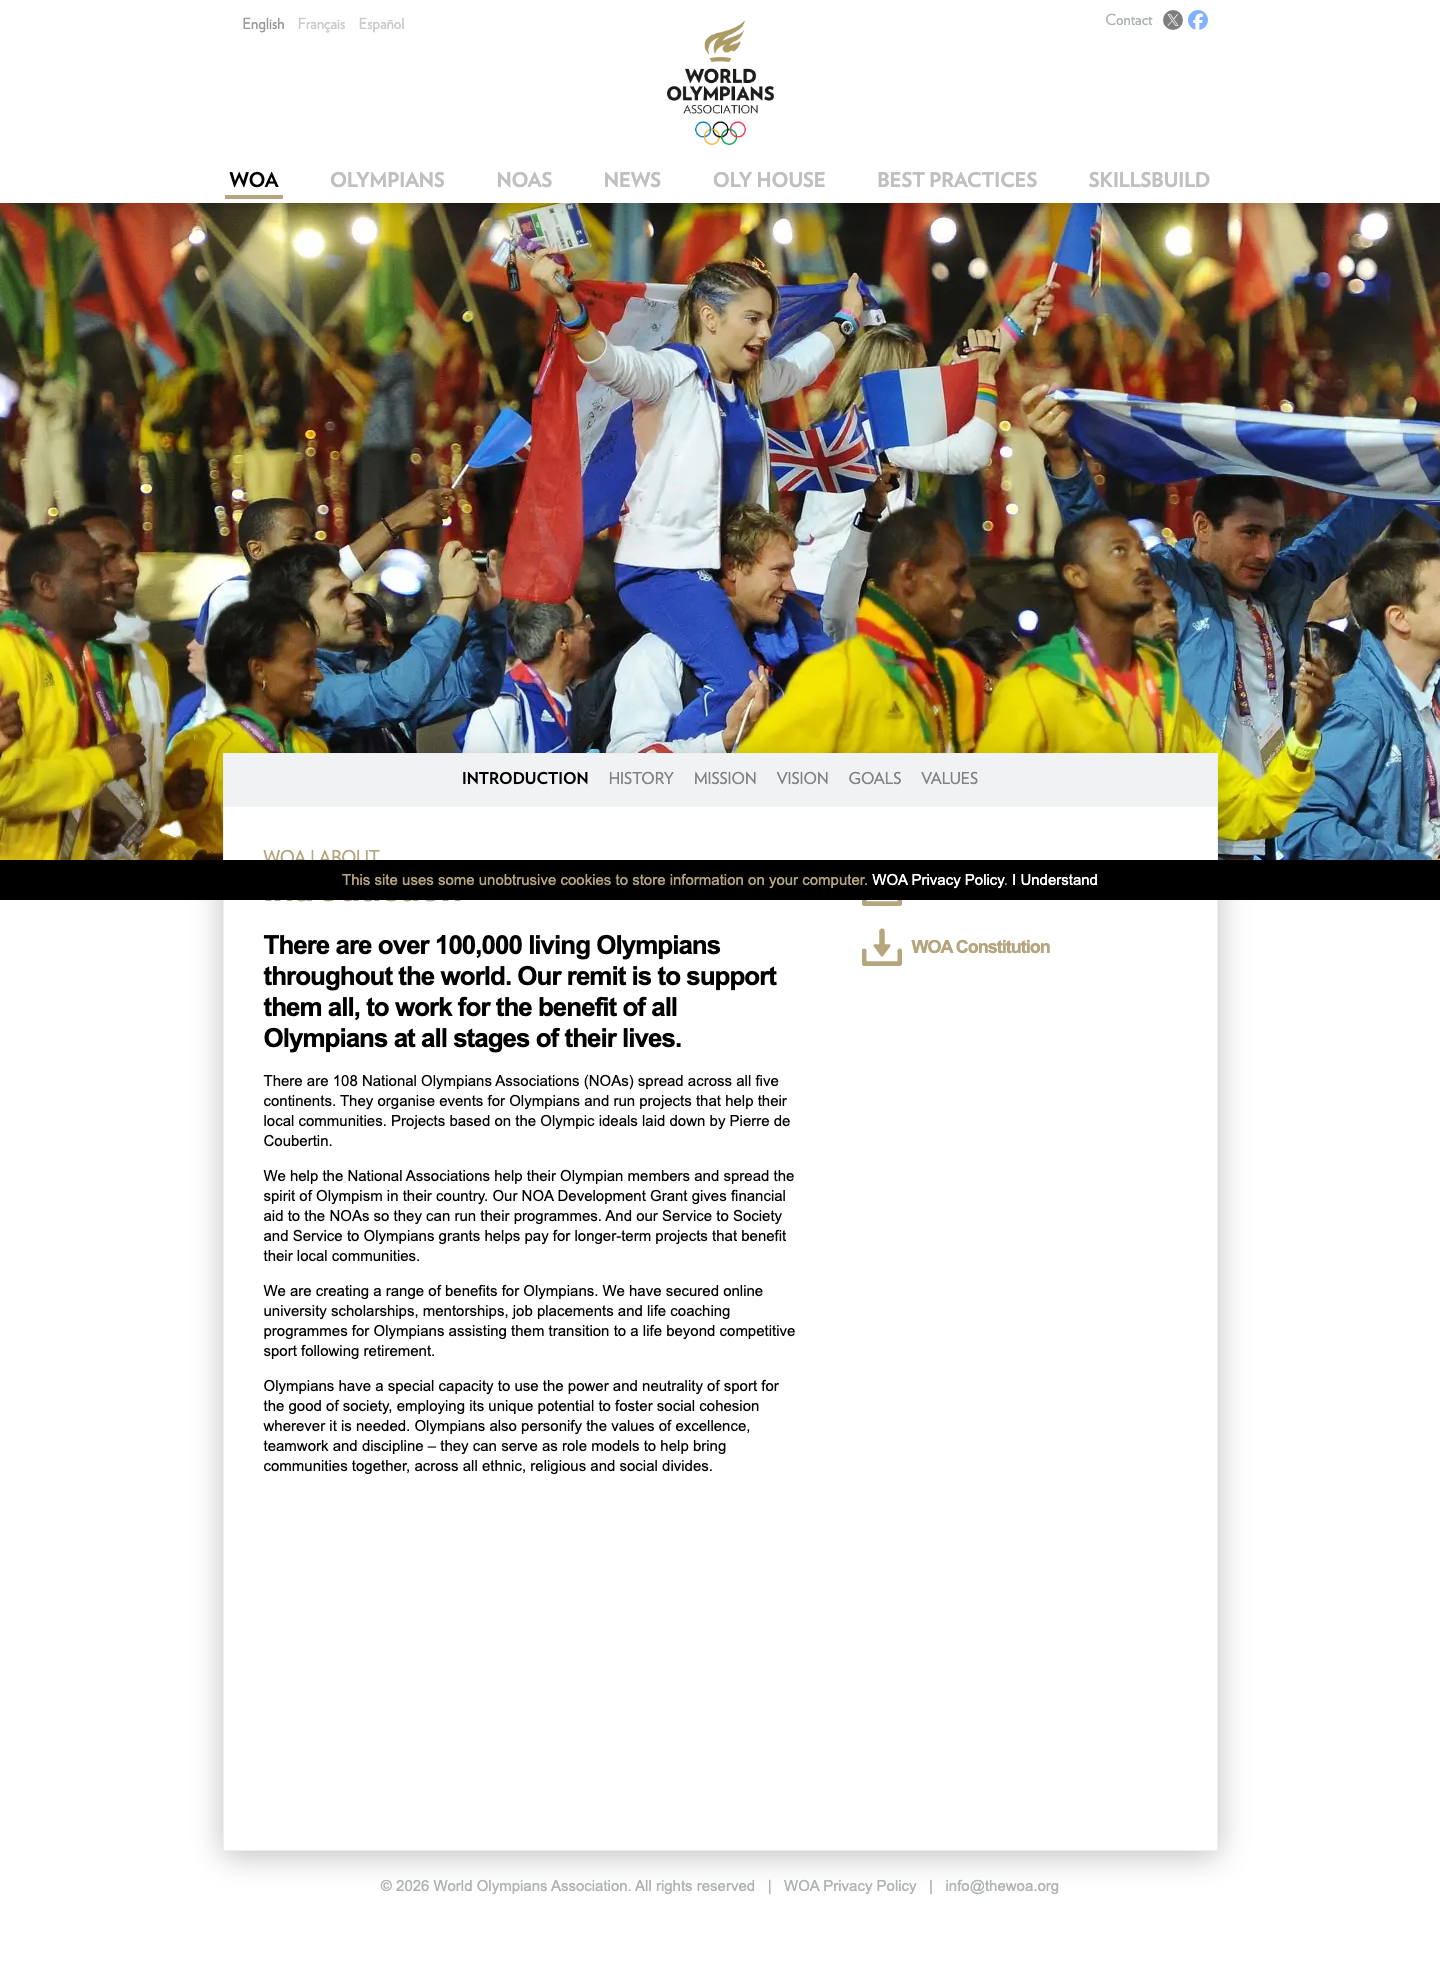 English Français Español
Contact
WORLD
OLYMPIANS
ASSOCIATION
WOA OLYMPIANS NOAS NEWS OLY HOUSE BEST PRACTICES SKILLSBUILD
INTRODUCTION HISTORY MISSION VISION GOALS VALUES
WOA | ABOUT
This site uses some unobtrusive cookies to store information on your computer. WOA Privacy Policy. I Understand
There are over 100,000 living Olympians
throughout the world. Our remit is to support
them all, to work for the benefit of all
Olympians at all stages of their lives.
WOA Constitution
There are 108 National Olympians Associations (NOAs) spread across all five
continents. They organise events for Olympians and run projects that help their
local communities. Projects based on the Olympic ideals laid down by Pierre de
Coubertin.
We help the National Associations help their Olympian members and spread the
spirit of Olympism in their country. Our NOA Development Grant gives financial
aid to the NOAs so they can run their programmes. And our Service to Society
and Service to Olympians grants helps pay for longer-term projects that benefit
their local communities.
We are creating a range of benefits for Olympians. We have secured online
university scholarships, mentorships, job placements and life coaching
programmes for Olympians assisting them transition to a life beyond competitive
sport following retirement.
Olympians have a special capacity to use the power and neutrality of sport for
the good of society, employing its unique potential to foster social cohesion
wherever it is needed. Olympians also personify the values of excellence,
teamwork and discipline – they can serve as role models to help bring
communities together, across all ethnic, religious and social divides.
© 2026 World Olympians Association. All rights reserved | WOA Privacy Policy | info@thewoa.org